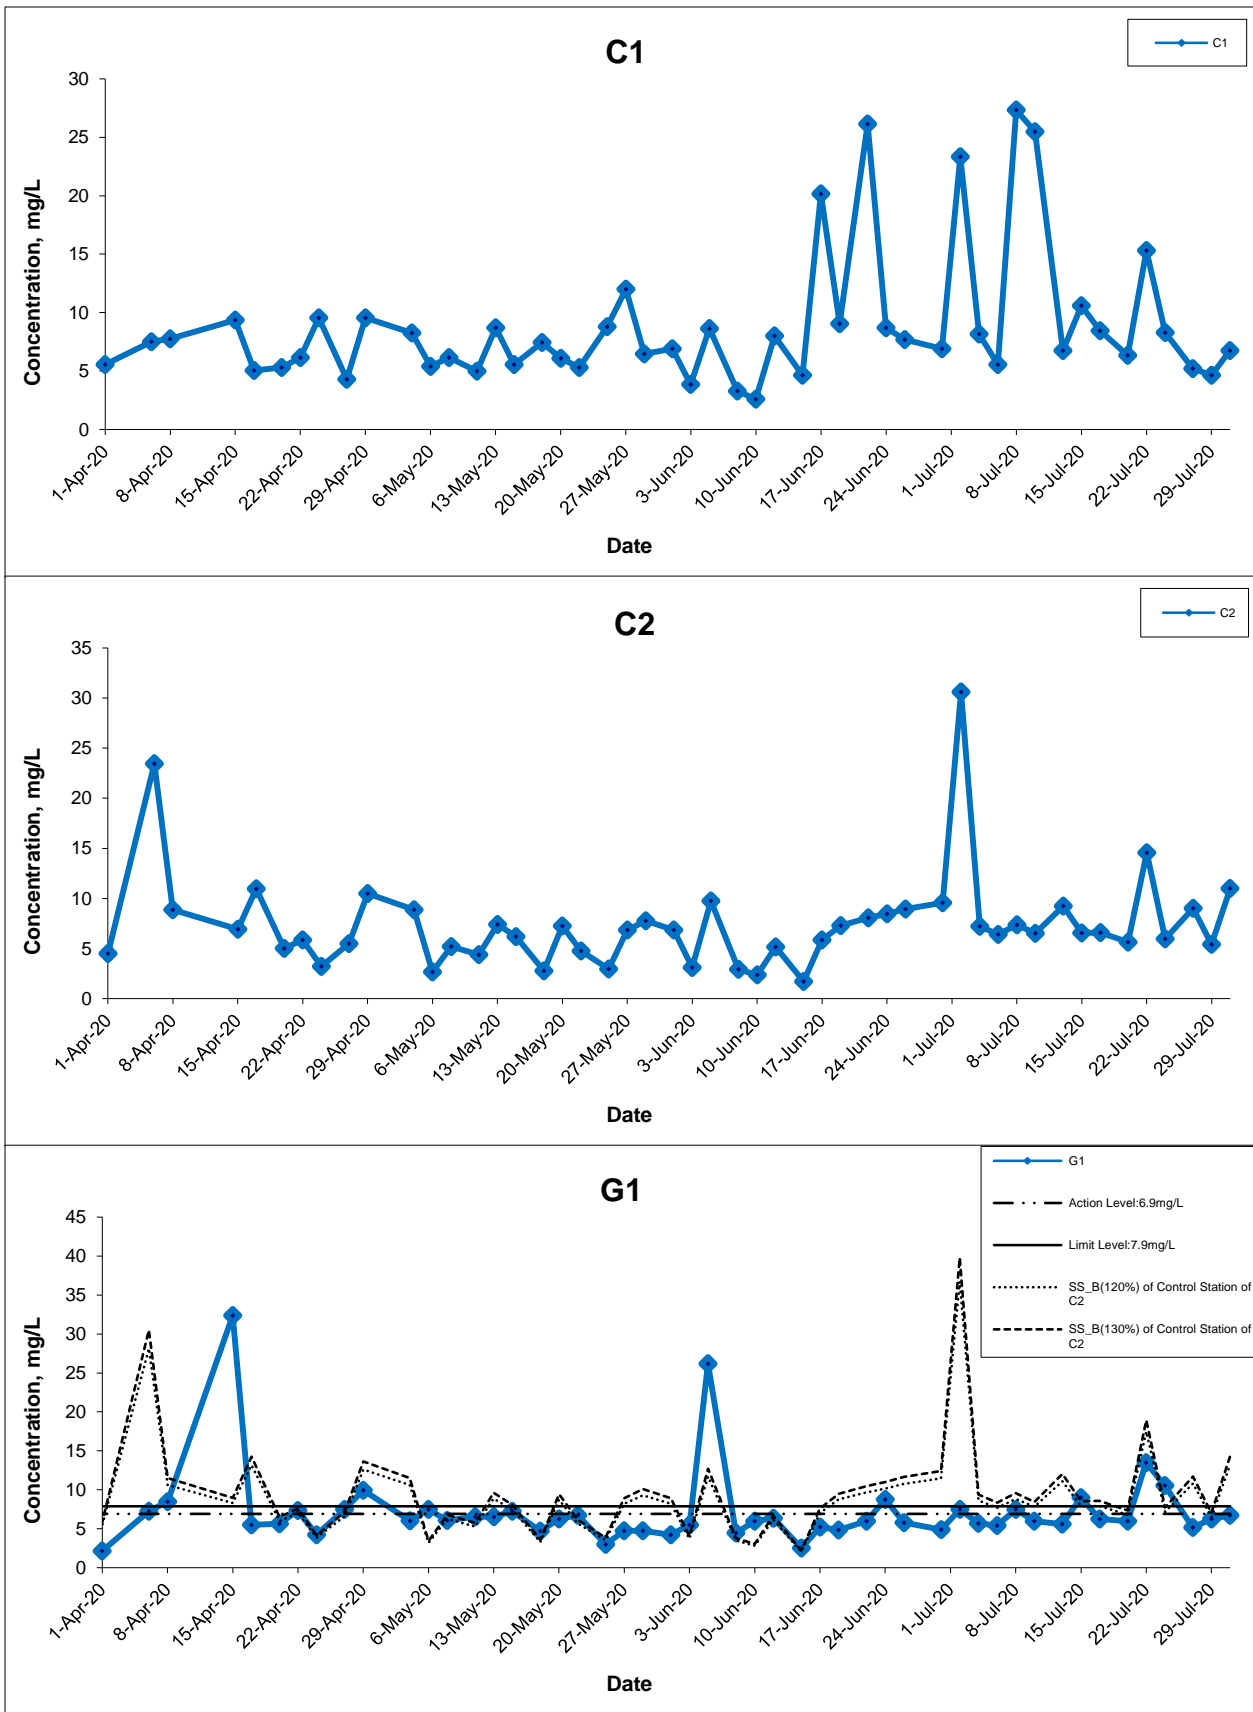 C1
C1
30
25
20
15
10
5
0
Concentration, mg/L
1-Apr-20
8-Apr-20
15-Apr-20
22-Apr-20
29-Apr-20
6-May-20
13-May-20
20-May-20
27-May-20
3-Jun-20
10-Jun-20
17-Jun-20
24-Jun-20
1-Jul-20
8-Jul-20
15-Jul-20
22-Jul-20
29-Jul-20
Date
C2
C2
35
30
25
20
15
10
5
0
Concentration, mg/L
1-Apr-20
8-Apr-20
15-Apr-20
22-Apr-20
29-Apr-20
6-May-20
13-May-20
20-May-20
27-May-20
3-Jun-20
10-Jun-20
17-Jun-20
24-Jun-20
1-Jul-20
8-Jul-20
15-Jul-20
22-Jul-20
29-Jul-20
Date
G1
G1
Action Level:6.9mg/L
Limit Level:7.9mg/L
SS_B(120%) of Control Station of
C2
SS_B(130%) of Control Station of
C2
45
40
35
30
25
20
15
10
5
0
Concentration, mg/L
1-Apr-20
8-Apr-20
15-Apr-20
22-Apr-20
29-Apr-20
6-May-20
13-May-20
20-May-20
27-May-20
3-Jun-20
10-Jun-20
17-Jun-20
24-Jun-20
1-Jul-20
8-Jul-20
15-Jul-20
22-Jul-20
29-Jul-20
Date